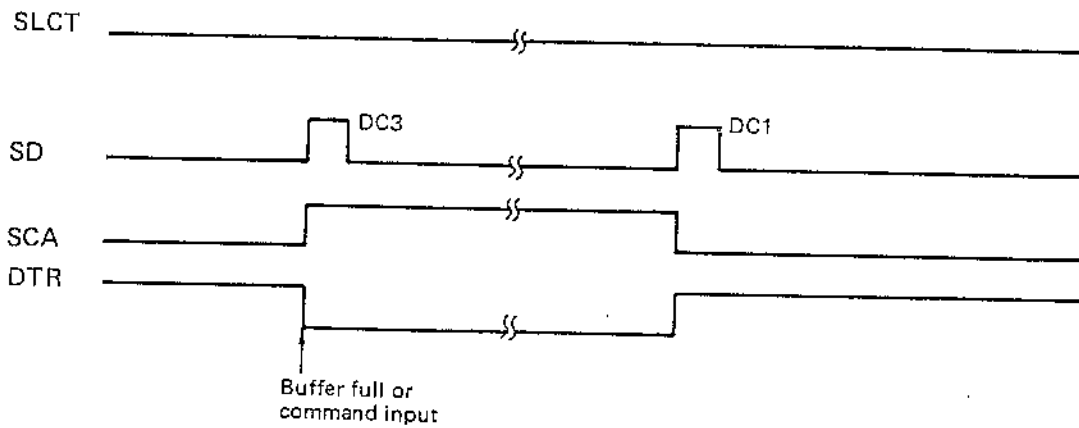 SLCT
DC3
DC1
SD
SCA
DTR
Buffer full or
command input